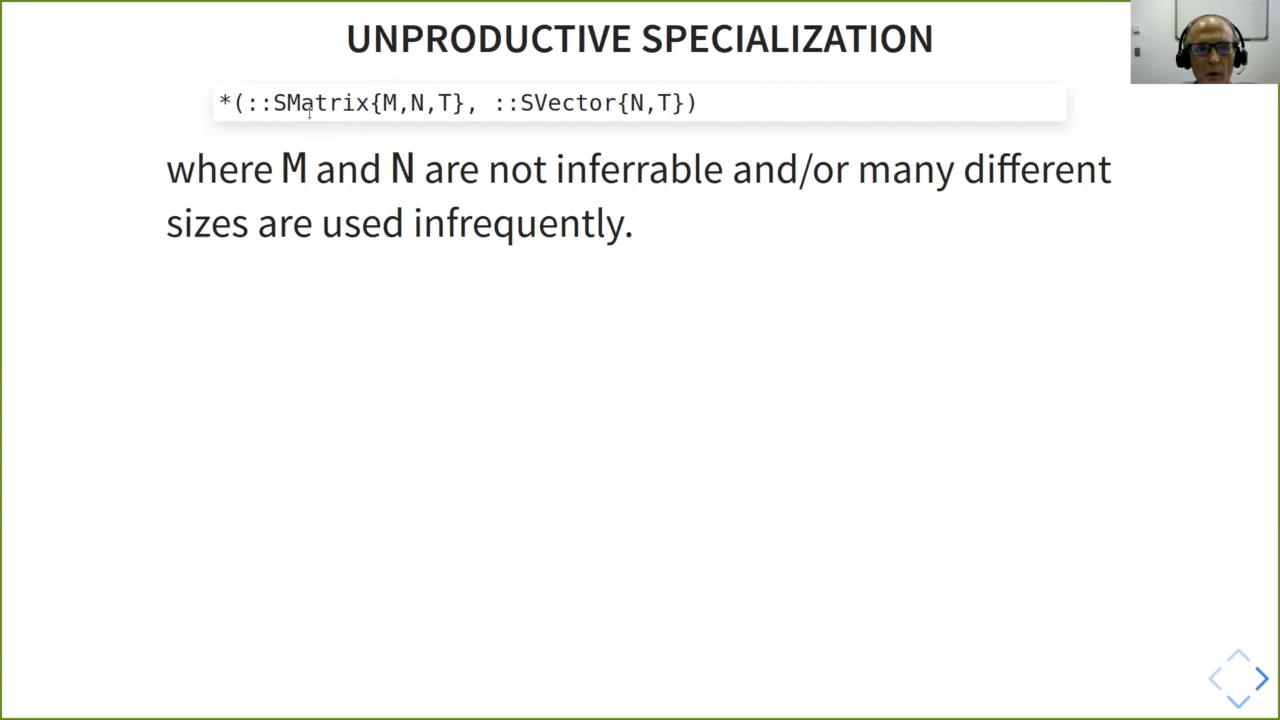 UNPRODUCTIVE SPECIALIZATION
*(::SMatrix{M,N,T}, ::SVector{N,T})
where M and N are not inferrable and/or many different
sizes are used infrequently.